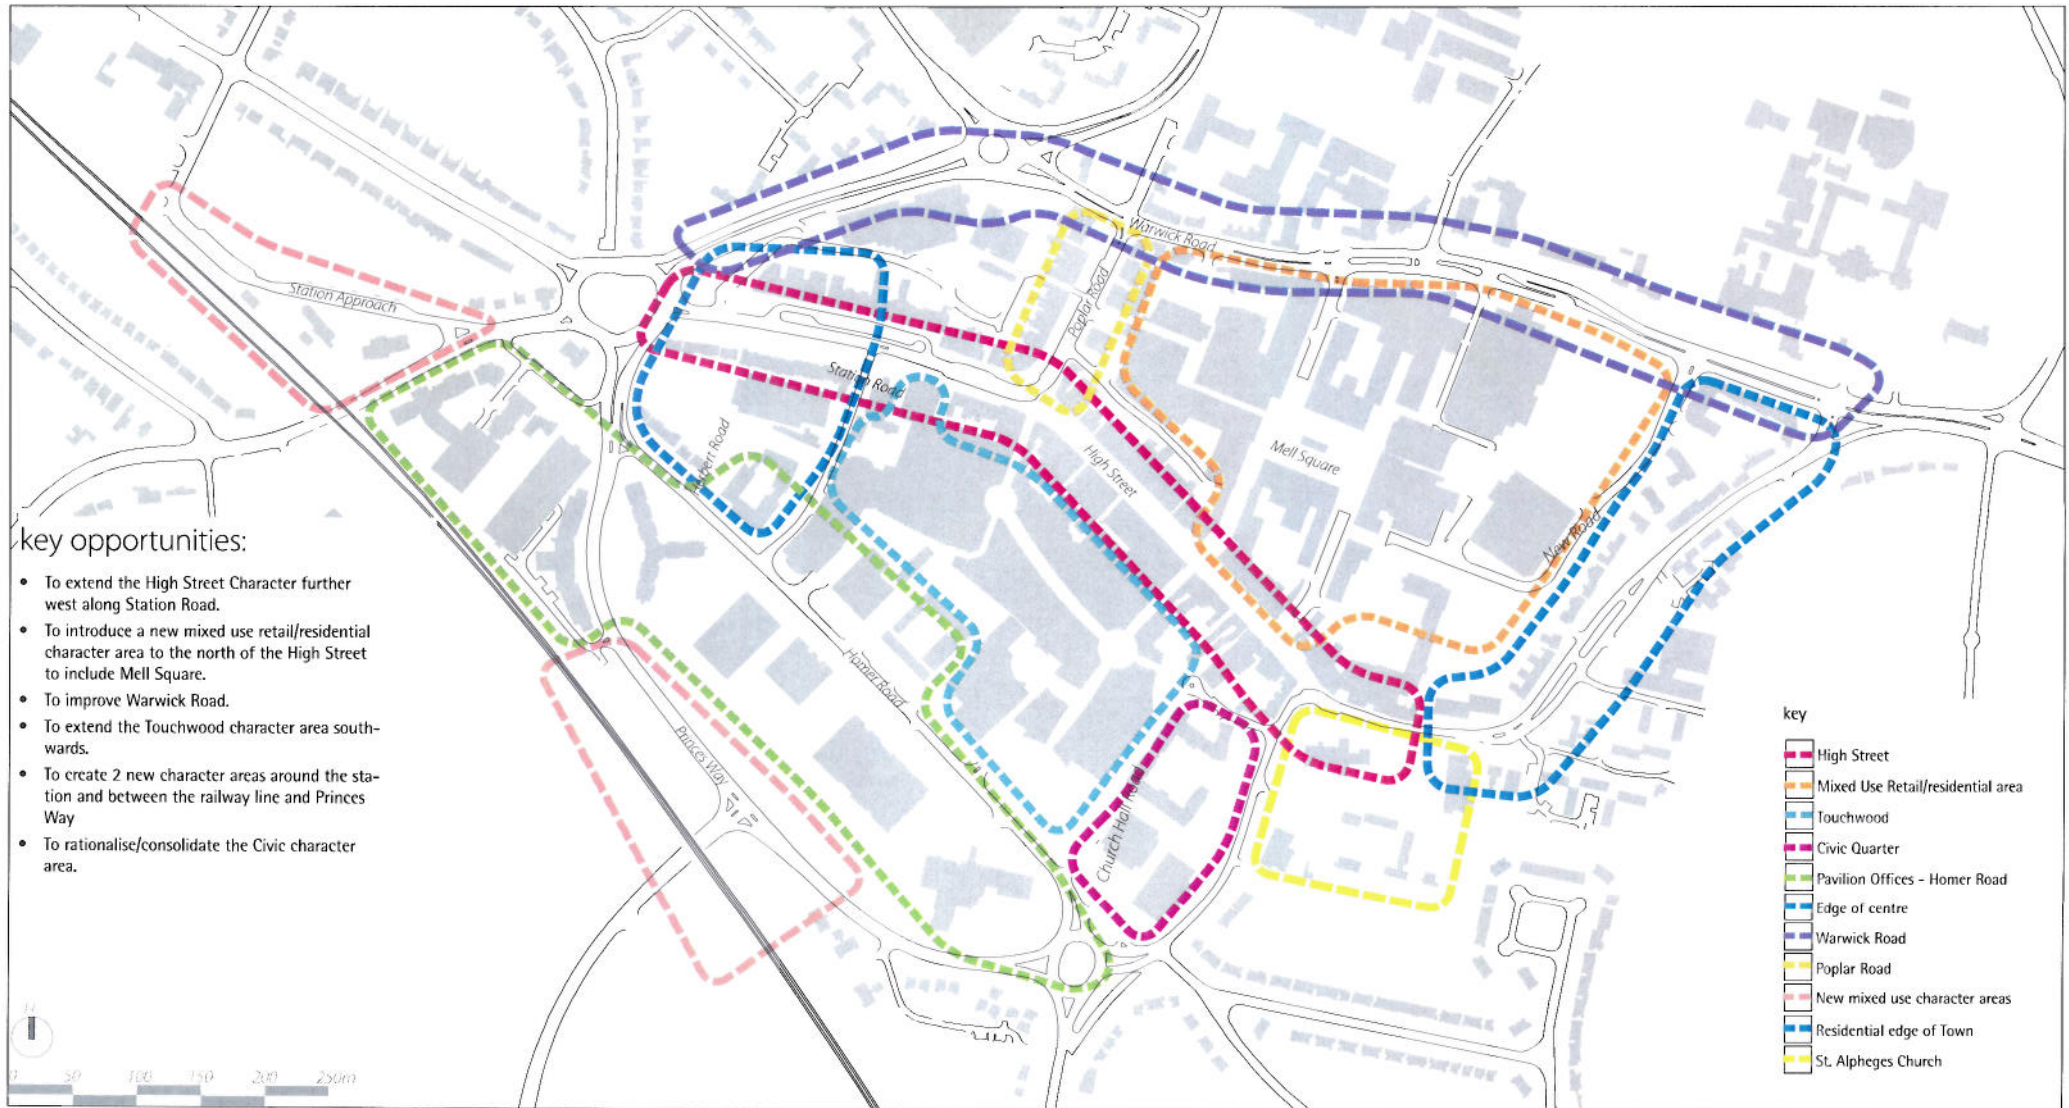 Warwick Road
Station Approach
Poplar Road
Station Road
High Street
Mell Square
New Road
Homer Road
Princes Way
Church Hall Road
key opportunities:
• To extend the High Street Character further
west along Station Road.
• To introduce a new mixed use retail/residential
character area to the north of the High Street
to include Mell Square.
• To improve Warwick Road.
• To extend the Touchwood character area south-
wards.
• To create 2 new character areas around the sta-
tion and between the railway line and Princes
Way
• To rationalise/consolidate the Civic character
area.
key
High Street
Mixed Use Retail/residential area
Touchwood
Civic Quarter
Pavilion Offices - Homer Road
Edge of centre
Warwick Road
Poplar Road
New mixed use character areas
Residential edge of Town
St. Alpheges Church
N
0 50 100 150 200 250m